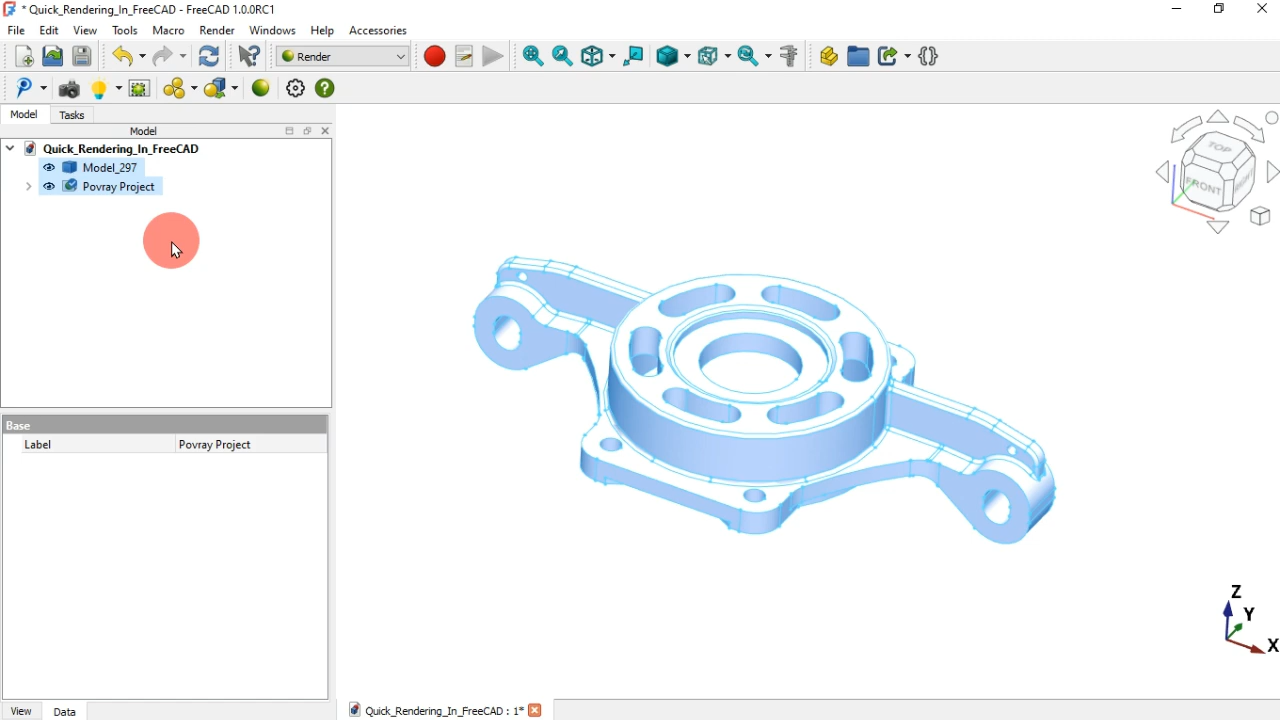 * Quick_Rendering_In_FreeCAD - FreeCAD 1.0.0RC1
File Edit View Tools Macro Render Windows Help Accessories
Render
Model Tasks
Model
Quick_Rendering_In_FreeCAD
Model_297
Povray Project
Base
Label Povray Project
View Data
Quick_Rendering_In_FreeCAD : 1*
TOP
FRONT
RIGHT
Z
Y
X